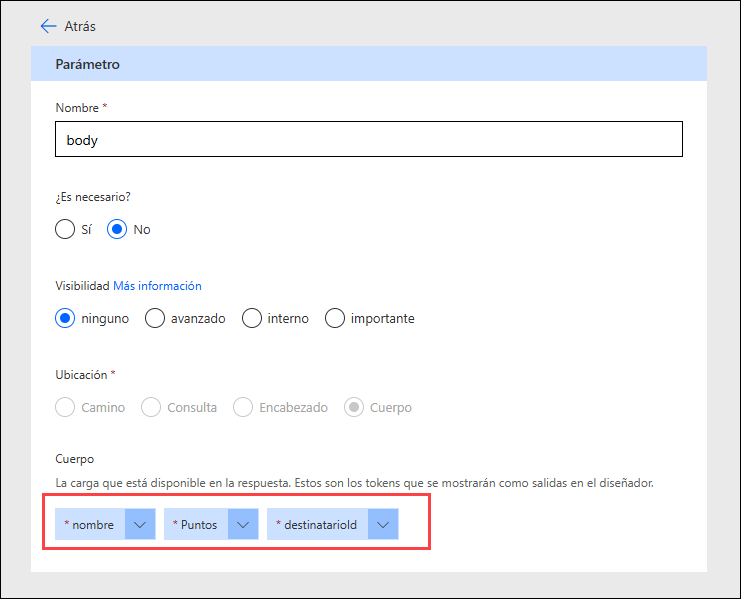 Atrás
Parámetro
Nombre *
body
¿Es necesario?
Sí No
Visibilidad Más información
ninguno avanzado interno importante
Ubicación *
Camino Consulta Encabezado Cuerpo
Cuerpo
La carga que está disponible en la respuesta. Estos son los tokens que se mostrarán como salidas en el diseñador.
* nombre * Puntos * destinatarioId